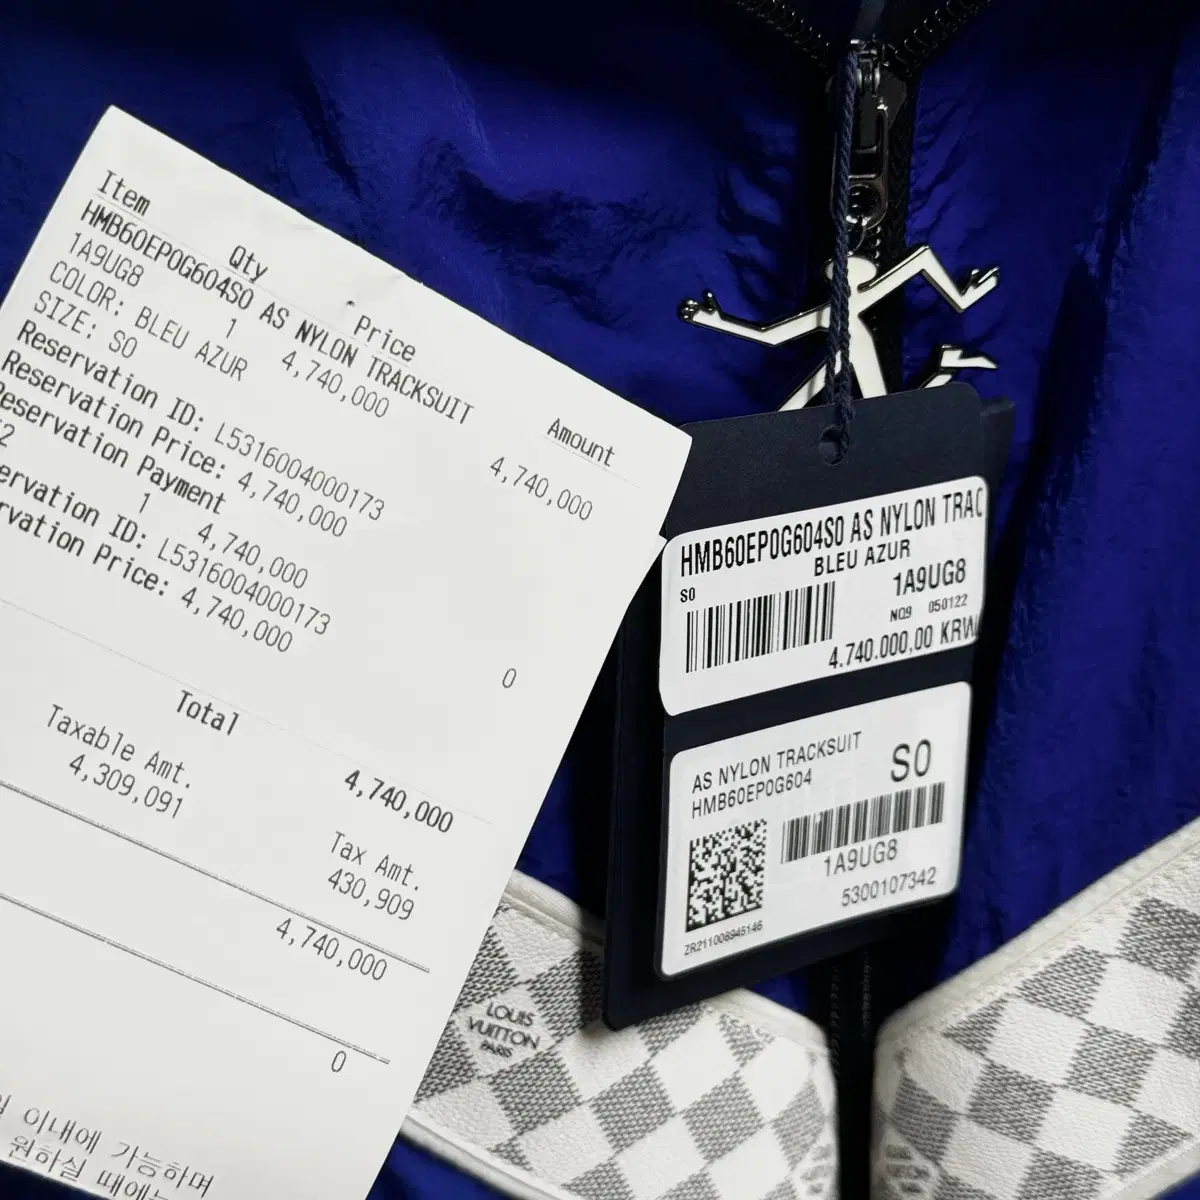 Item Qty Price Amount
HMB60EP0G604S0 AS NYLON TRACKSUIT
1A9UG8 1 4,740,000 4,740,000
COLOR: BLEU AZUR
SIZE: S0
Reservation ID: L5316004000173
Reservation Price: 4,740,000
eservation Payment
1 4,740,000 0
ervation ID: L5316004000173
rvation Price: 4,740,000
Total 4,740,000
Taxable Amt. Tax Amt.
4,309,091 430,909
4,740,000
0
이내에 가능하며
원하실 때에는
HMB60EP0G604S0 AS NYLON TRAC
BLEU AZUR
S0 1A9UG8
NQ9 050122
4.740.000,00 KRW
AS NYLON TRACKSUIT S0
HMB60EP0G604
1A9UG8
5300107342
ZR211006945146
LOUIS
VUITTON
PARIS